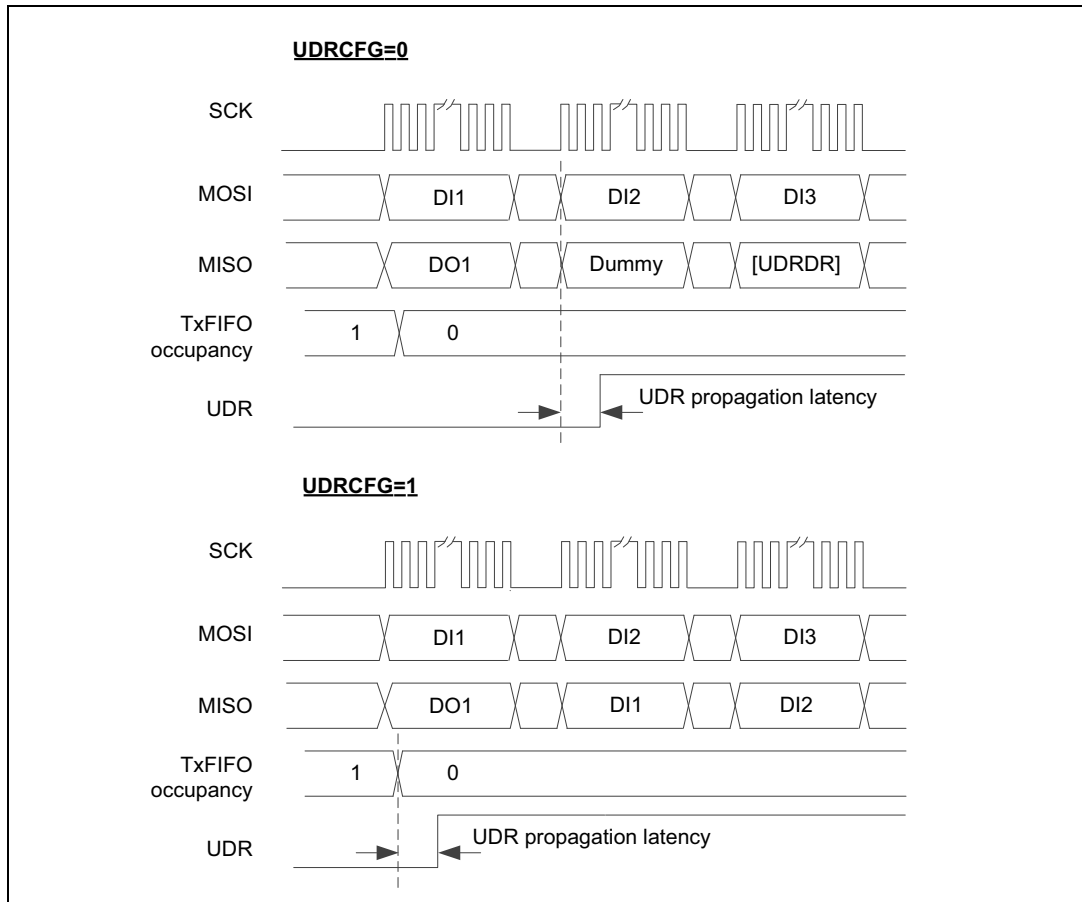 UDRCFG=0
SCK
MOSI
DI1
DI2
DI3
MISO
DO1
Dummy
[UDRDR]
TxFIFO
occupancy
1
0
UDR
UDR propagation latency
UDRCFG=1
SCK
MOSI
DI1
DI2
DI3
MISO
DO1
DI1
DI2
TxFIFO
occupancy
1
0
UDR
UDR propagation latency